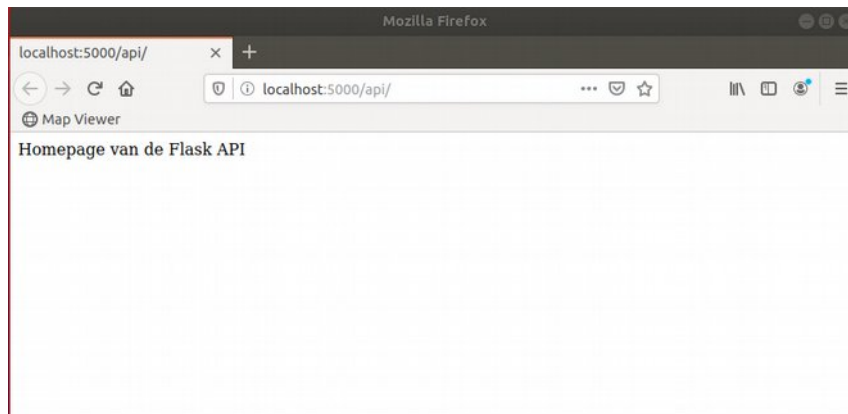 Mozilla Firefox
localhost:5000/api/
localhost:5000/api/
Map Viewer
Homepage van de Flask API